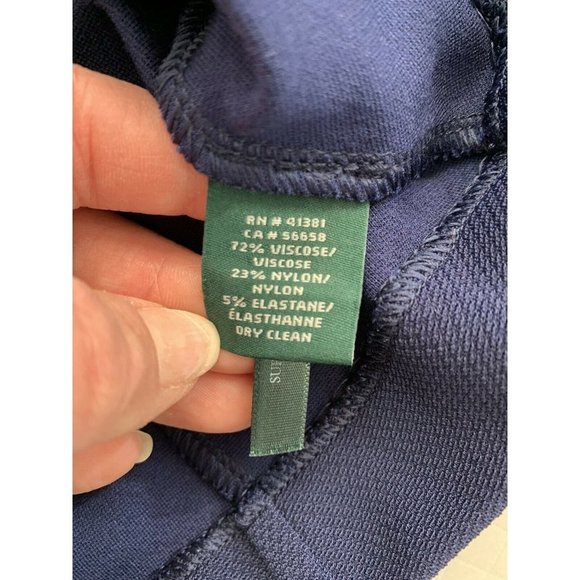 RN # 41381
CA # 56658
72% VISCOSE/
VISCOSE
23% NYLON/
NYLON
5% ELASTANE/
ÉLASTHANNE
DRY CLEAN